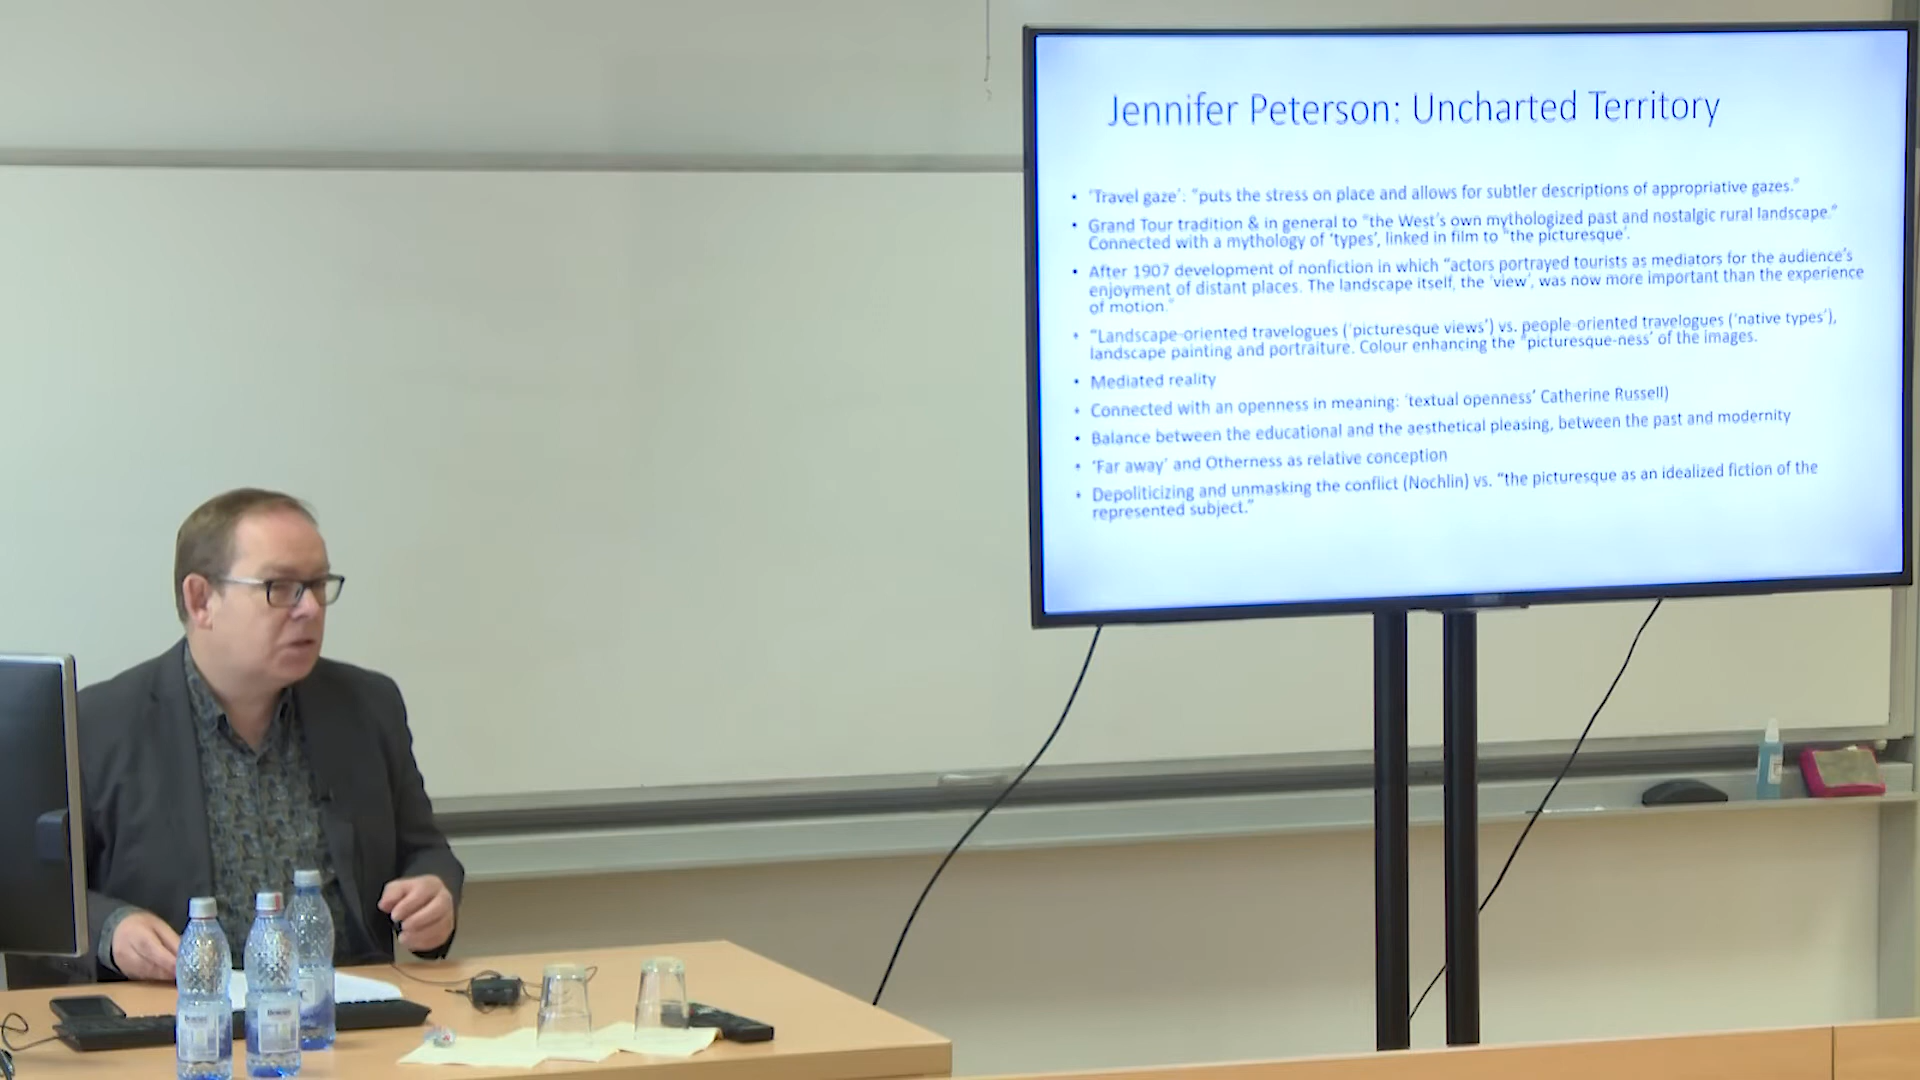 Jennifer Peterson: Uncharted Territory
• ‘Travel gaze’: “puts the stress on place and allows for subtler descriptions of appropriative gazes.”
• Grand Tour tradition & in general to “the West’s own mythologized past and nostalgic rural landscape.”
Connected with a mythology of ‘types’, linked in film to “the picturesque’.
• After 1907 development of nonfiction in which “actors portrayed tourists as mediators for the audience’s
enjoyment of distant places. The landscape itself, the ‘view’, was now more important than the experience
of motion.”
• “Landscape-oriented travelogues (‘picturesque views’) vs. people-oriented travelogues (‘native types’),
landscape painting and portraiture. Colour enhancing the “picturesque-ness’ of the images.
• Mediated reality
• Connected with an openness in meaning: ‘textual openness’ Catherine Russell)
• Balance between the educational and the aesthetical pleasing, between the past and modernity
• ‘Far away’ and Otherness as relative conception
• Depoliticizing and unmasking the conflict (Nochlin) vs. “the picturesque as an idealized fiction of the
represented subject.”